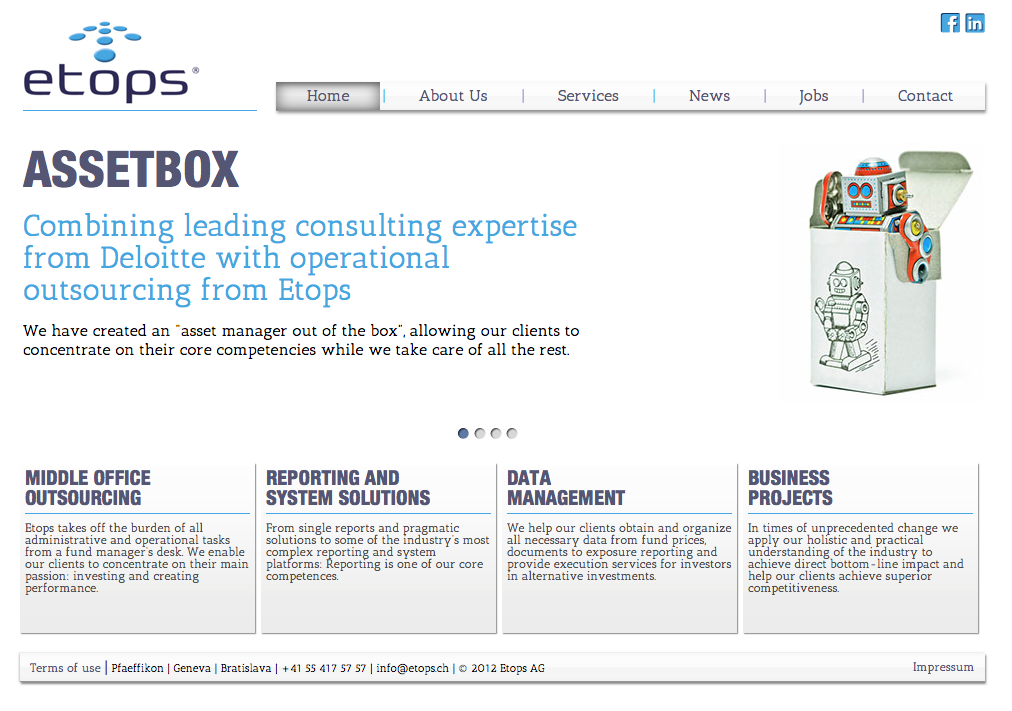 etops®
Home | About Us | Services | News | Jobs | Contact
ASSETBOX
Combining leading consulting expertise
from Deloitte with operational
outsourcing from Etops
We have created an "asset manager out of the box", allowing our clients to
concentrate on their core competencies while we take care of all the rest.
MIDDLE OFFICE
OUTSOURCING
Etops takes off the burden of all
administrative and operational tasks
from a fund manager's desk. We enable
our clients to concentrate on their main
passion: investing and creating
performance.
REPORTING AND
SYSTEM SOLUTIONS
From single reports and pragmatic
solutions to some of the industry's most
complex reporting and system
platforms: Reporting is one of our core
competences.
DATA
MANAGEMENT
We help our clients obtain and organize
all necessary data from fund prices,
documents to exposure reporting and
provide execution services for investors
in alternative investments.
BUSINESS
PROJECTS
In times of unprecedented change we
apply our holistic and practical
understanding of the industry to
achieve direct bottom-line impact and
help our clients achieve superior
competitiveness.
Terms of use | Pfaeffikon | Geneva | Bratislava | +41 55 417 57 57 | info@etops.ch | © 2012 Etops AG
Impressum